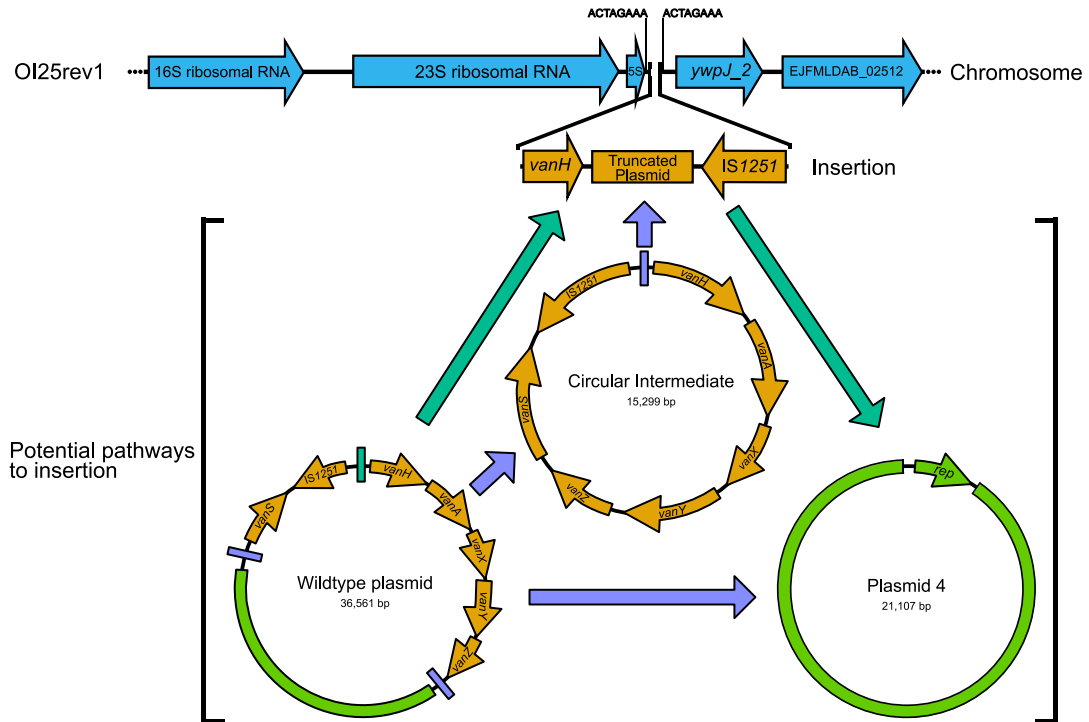 ACTAGAAA ACTAGAAA
OI25rev1
16S ribosomal RNA
23S ribosomal RNA
5S
ywpJ_2
EJFMLDAB_02512
Chromosome
vanH
Truncated
Plasmid
IS1251
Insertion
IS1251
vanH
vanA
vanX
vanY
vanZ
vanS
Circular Intermediate
15,299 bp
Potential pathways
to insertion
IS1251
vanH
vanA
vanX
vanY
vanZ
vanS
Wildtype plasmid
36,561 bp
rep
Plasmid 4
21,107 bp